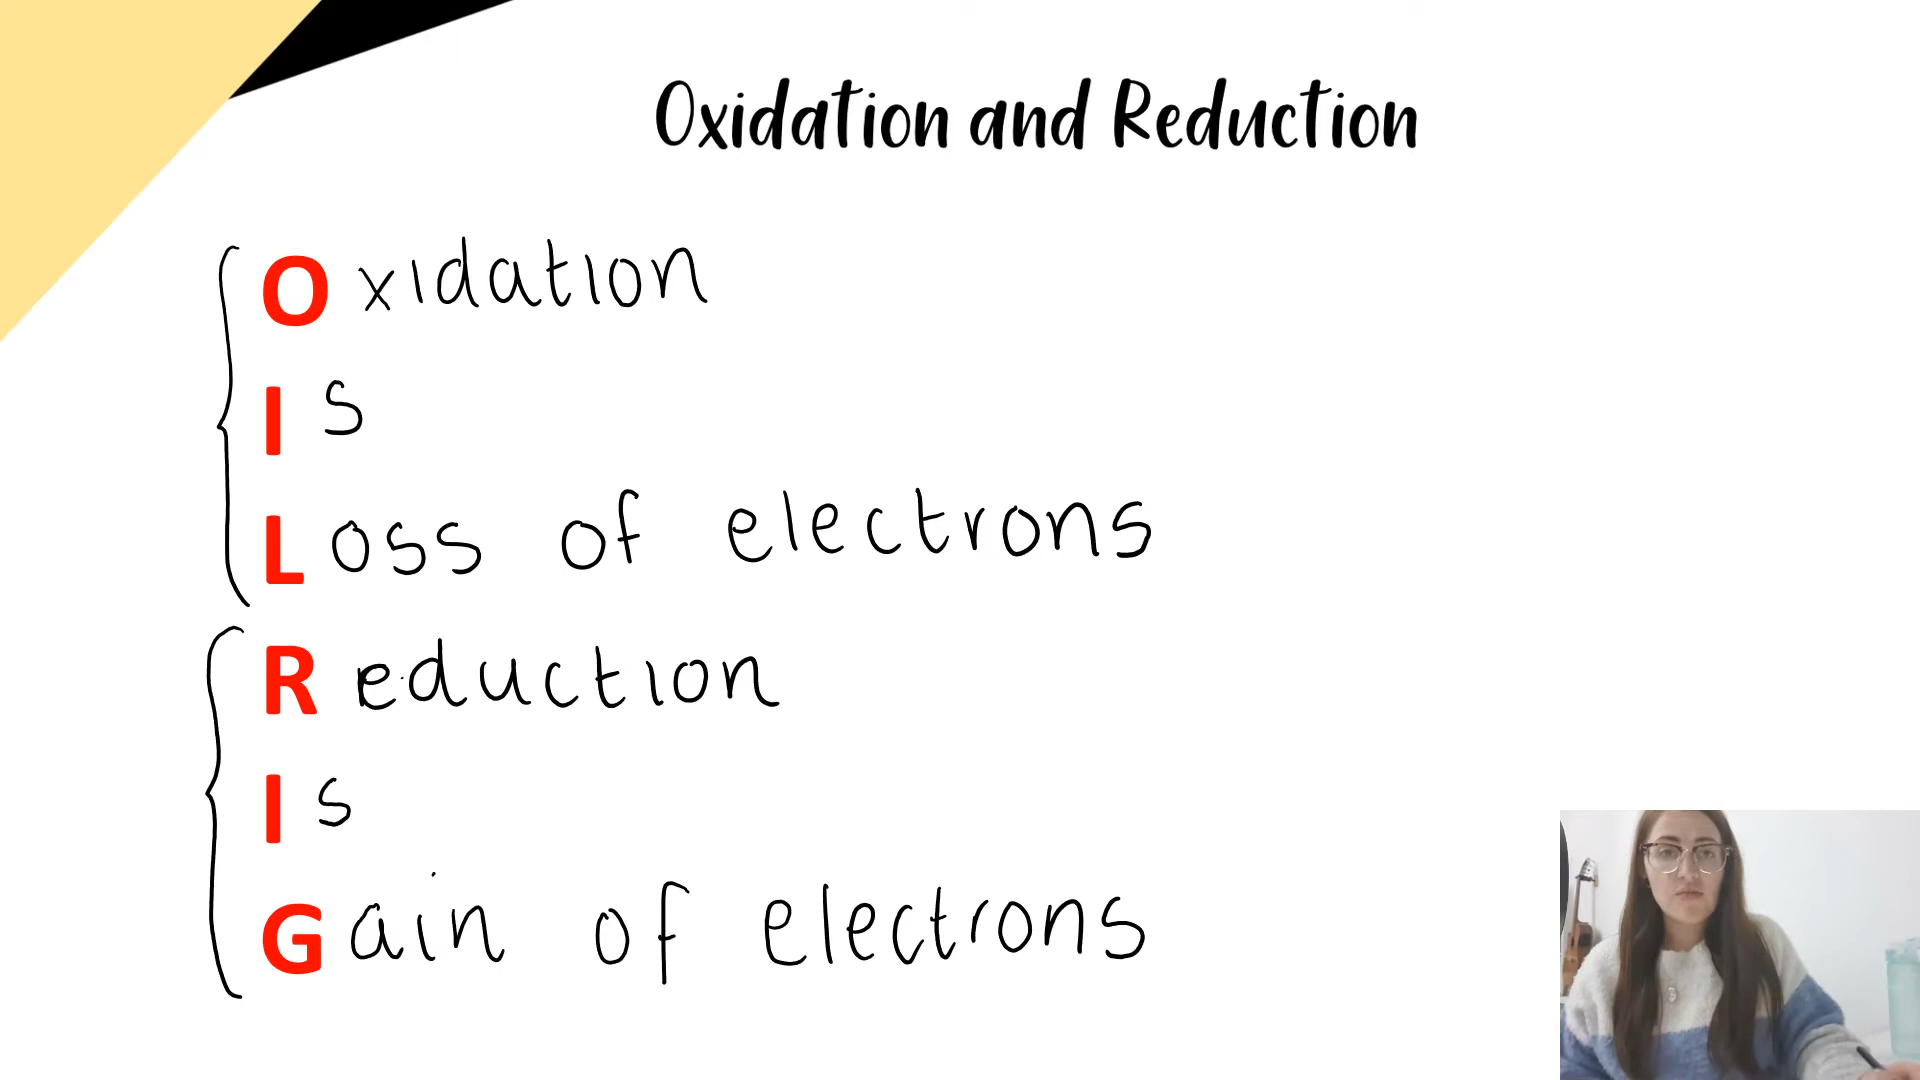 Oxidation and Reduction
Oxidation
Is
Loss of electrons
Reduction
Is
Gain of electrons